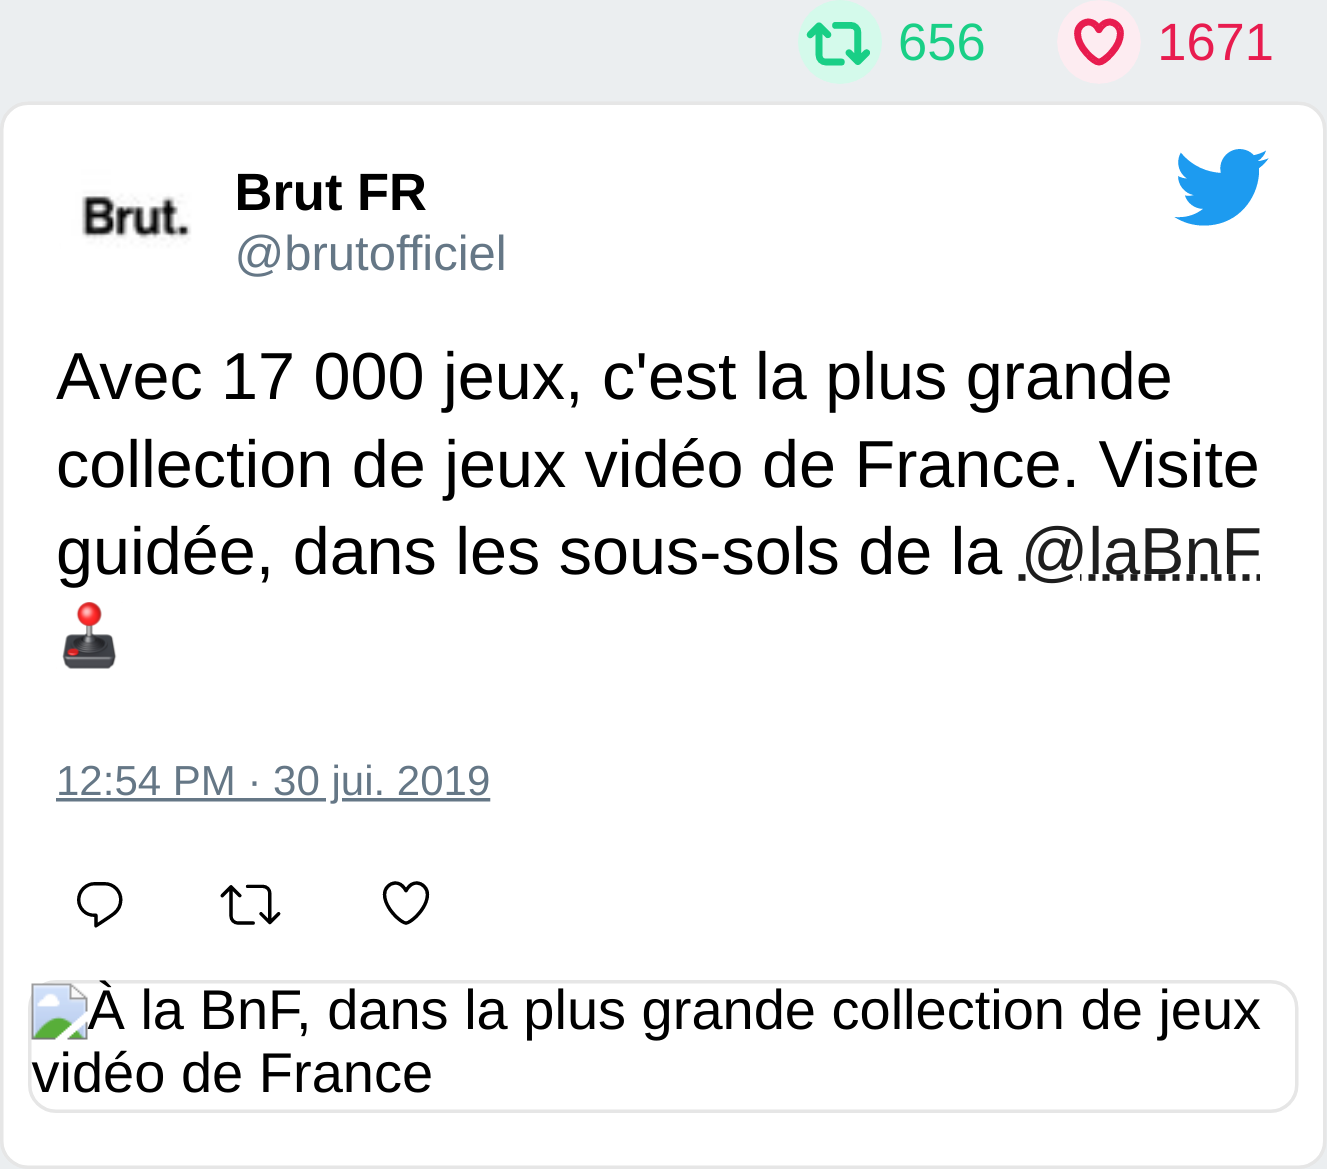 656 1671
Brut.
Brut FR
@brutofficiel
Avec 17 000 jeux, c'est la plus grande
collection de jeux vidéo de France. Visite
guidée, dans les sous-sols de la @laBnF
🕹️
12:54 PM · 30 jui. 2019
À la BnF, dans la plus grande collection de jeux
vidéo de France